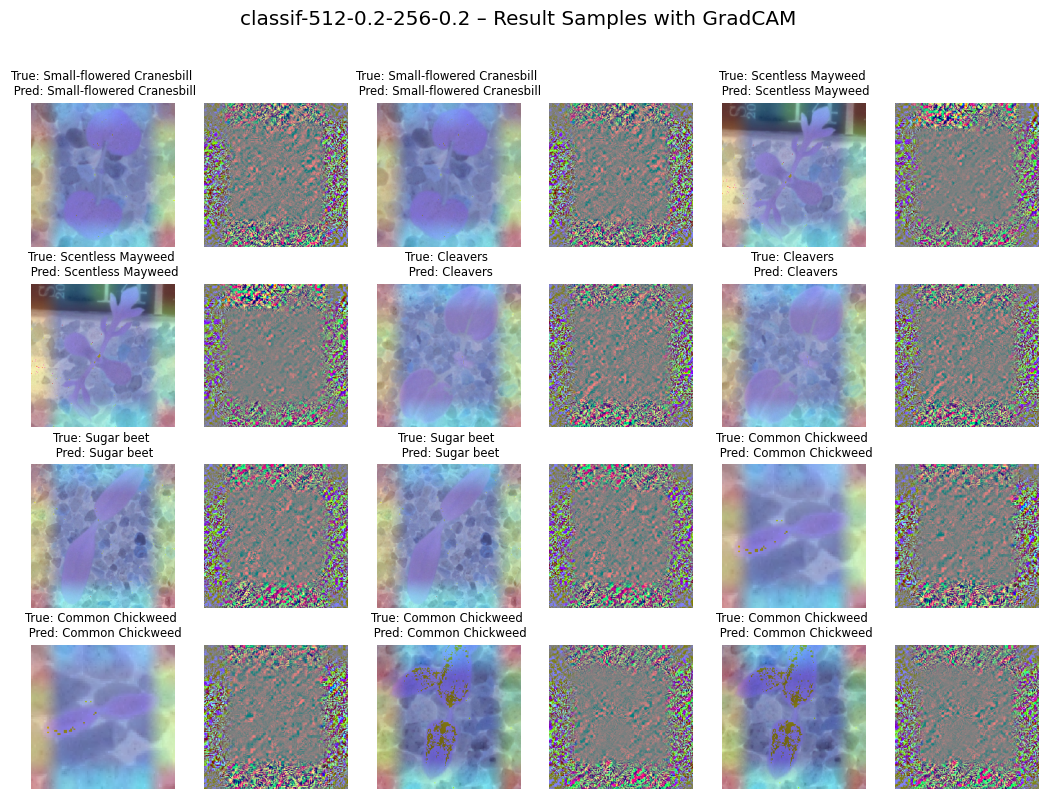 classif-512-0.2-256-0.2 – Result Samples with GradCAM
True: Small-flowered Cranesbill
Pred: Small-flowered Cranesbill
True: Small-flowered Cranesbill
Pred: Small-flowered Cranesbill
True: Scentless Mayweed
Pred: Scentless Mayweed
True: Scentless Mayweed
Pred: Scentless Mayweed
True: Cleavers
Pred: Cleavers
True: Cleavers
Pred: Cleavers
True: Sugar beet
Pred: Sugar beet
True: Sugar beet
Pred: Sugar beet
True: Common Chickweed
Pred: Common Chickweed
True: Common Chickweed
Pred: Common Chickweed
True: Common Chickweed
Pred: Common Chickweed
True: Common Chickweed
Pred: Common Chickweed